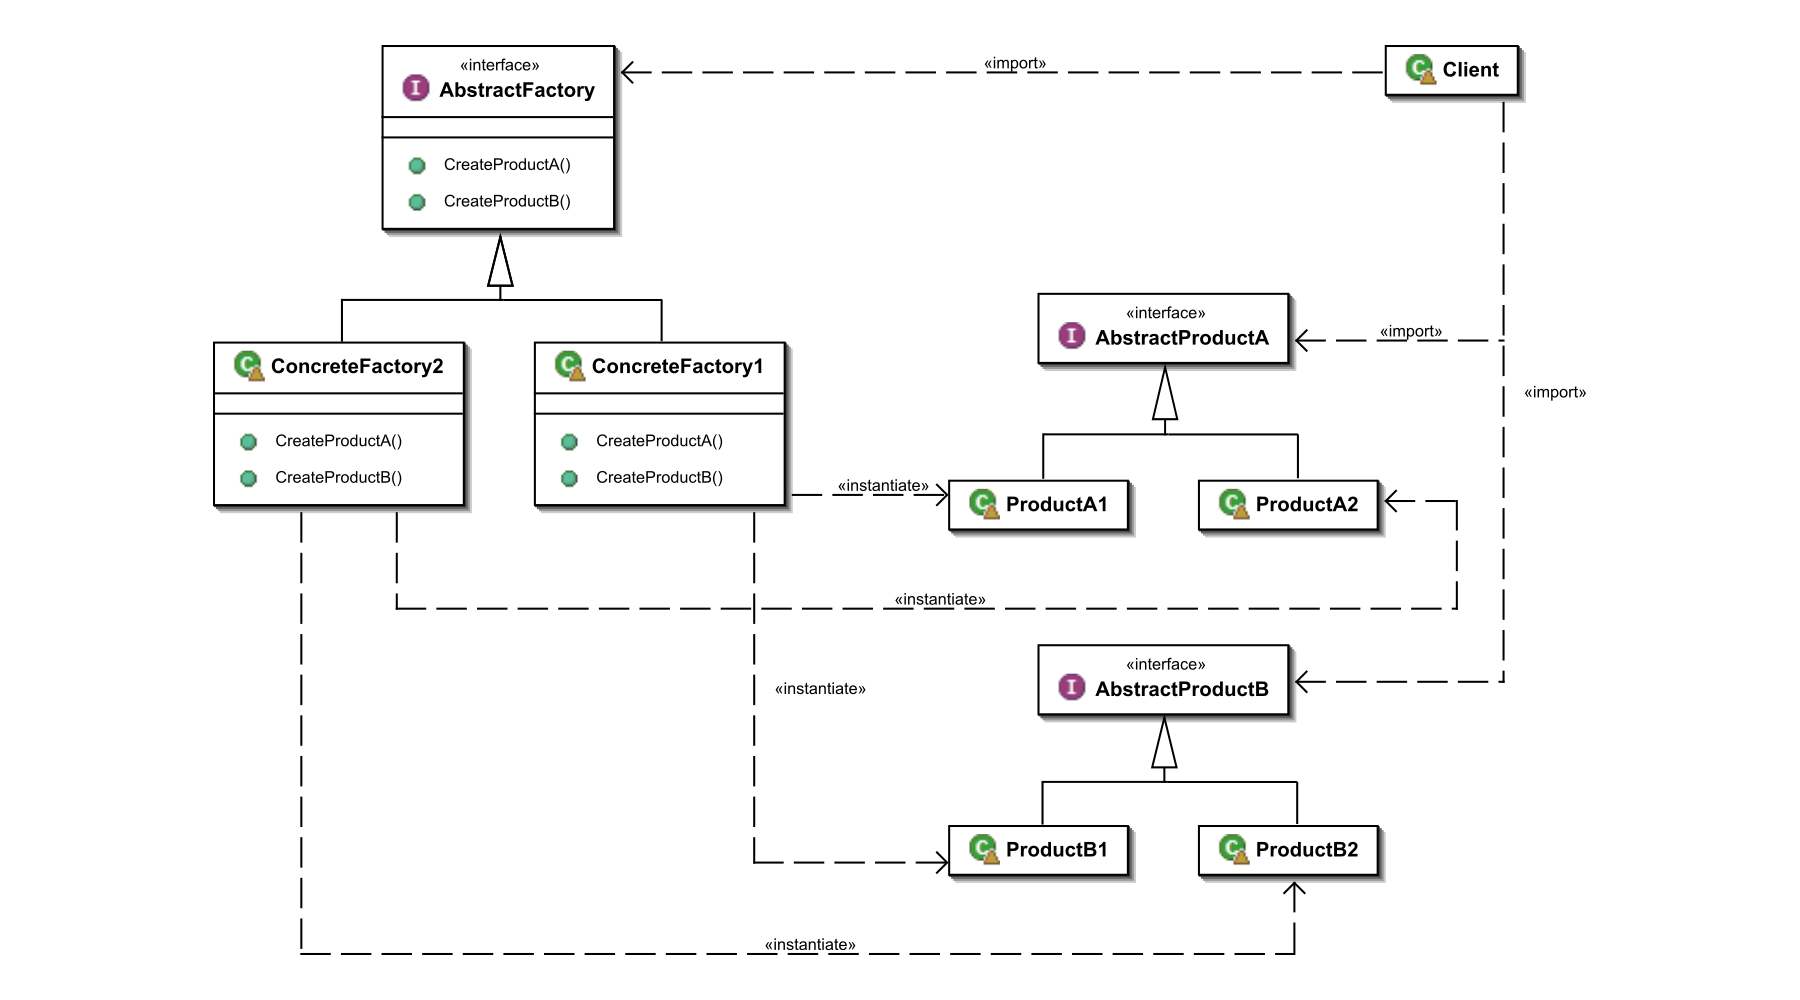 «interface»
I AbstractFactory
CreateProductA()
CreateProductB()
«import»
C Client
«interface»
I AbstractProductA
«import»
«import»
C ConcreteFactory2
CreateProductA()
CreateProductB()
C ConcreteFactory1
CreateProductA()
CreateProductB()
«instantiate»
C ProductA1
C ProductA2
«instantiate»
«interface»
I AbstractProductB
«instantiate»
C ProductB1
C ProductB2
«instantiate»